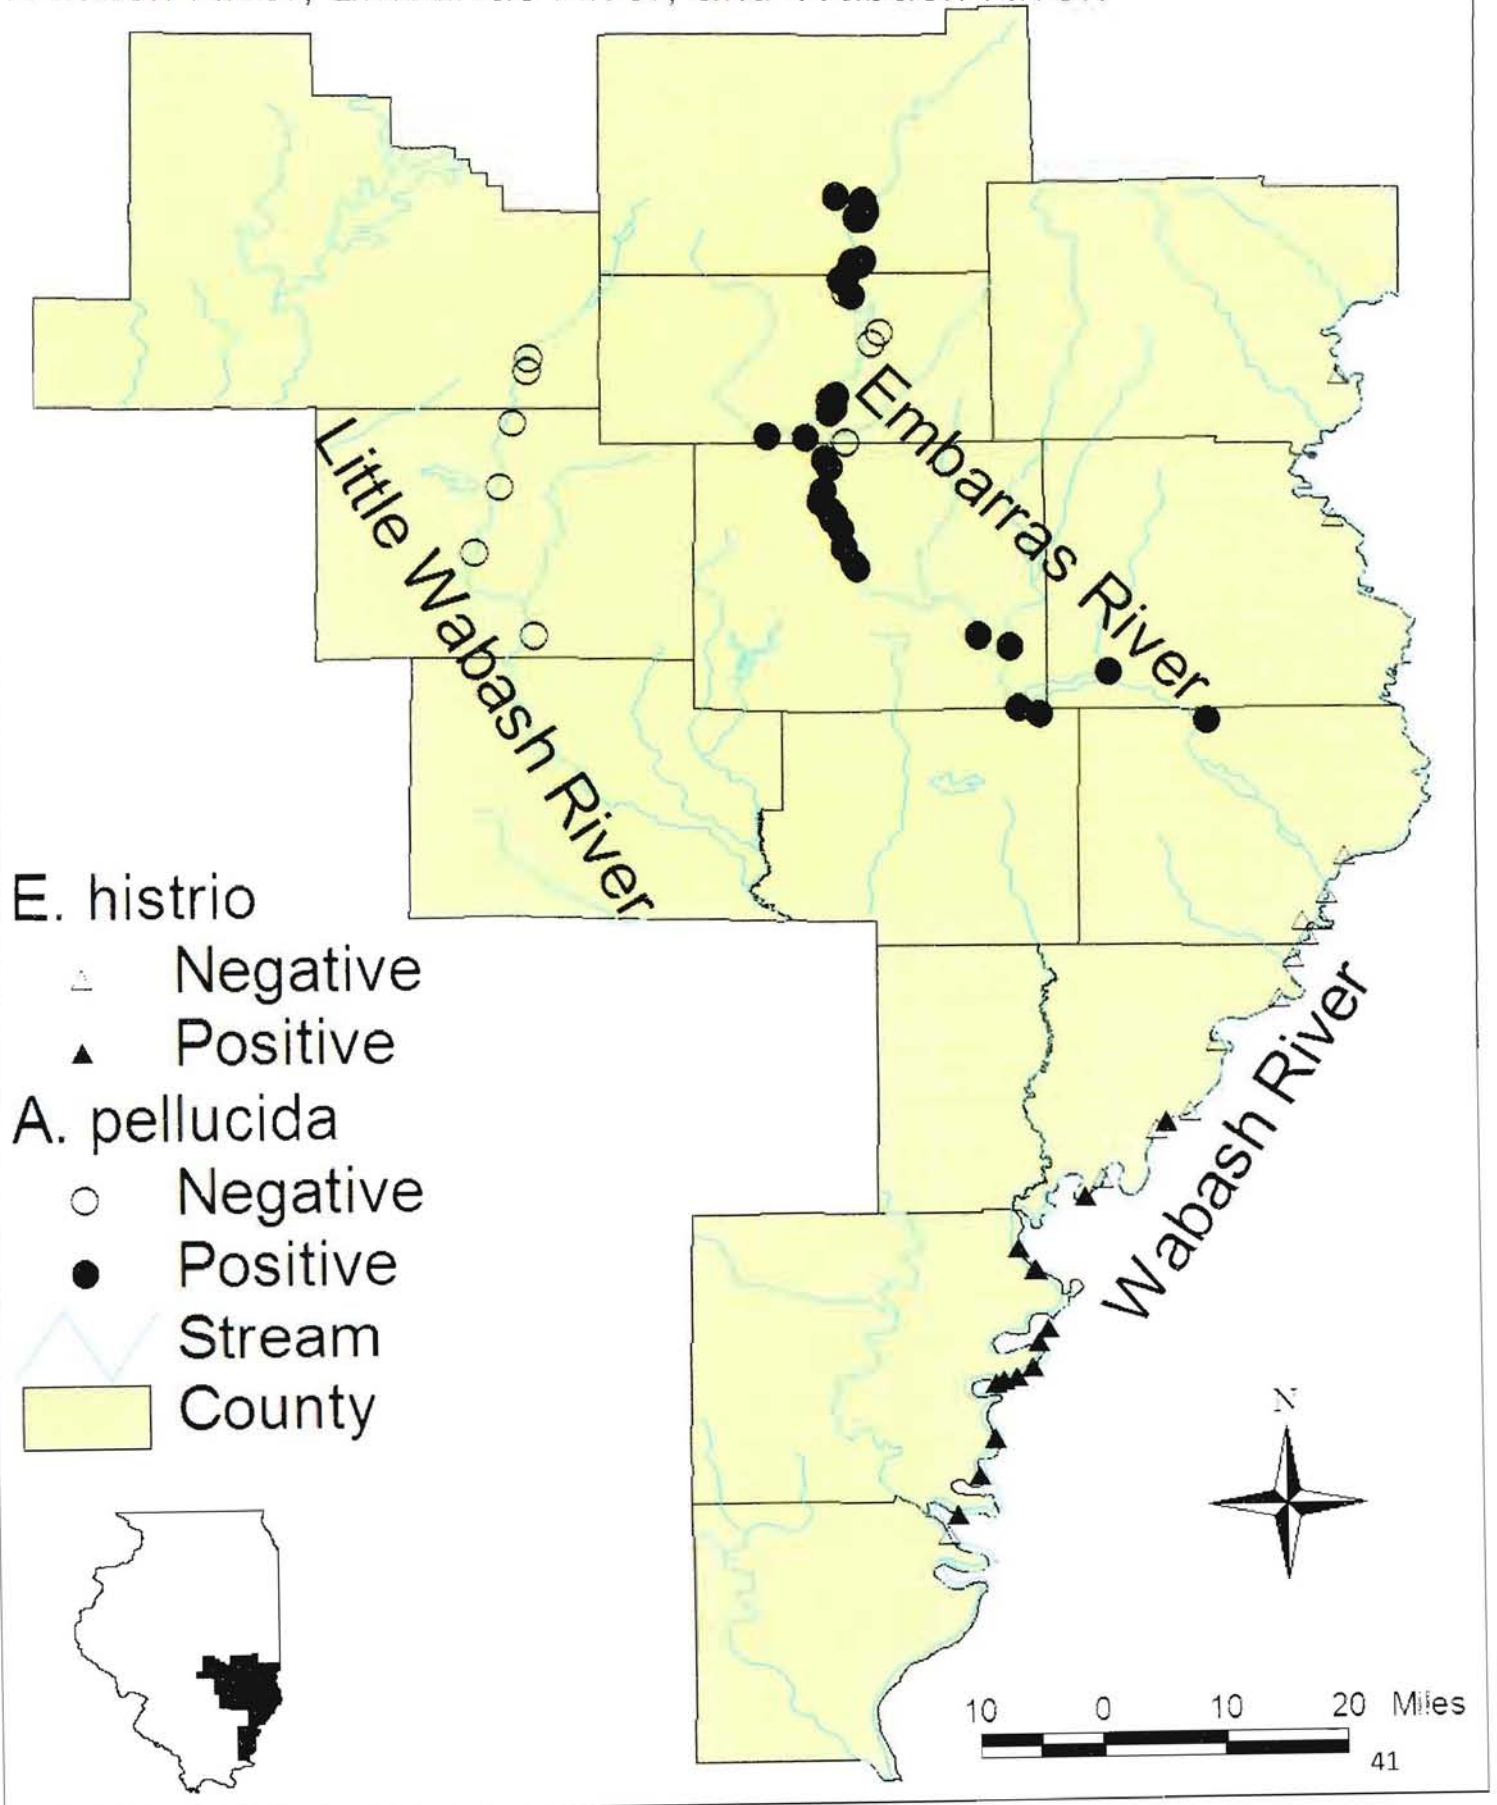 Embarras River
Little Wabash River
Wabash River
E. histrio
Negative
Positive
A. pellucida
Negative
Positive
Stream
County
N
10 0 10 20 Miles
41